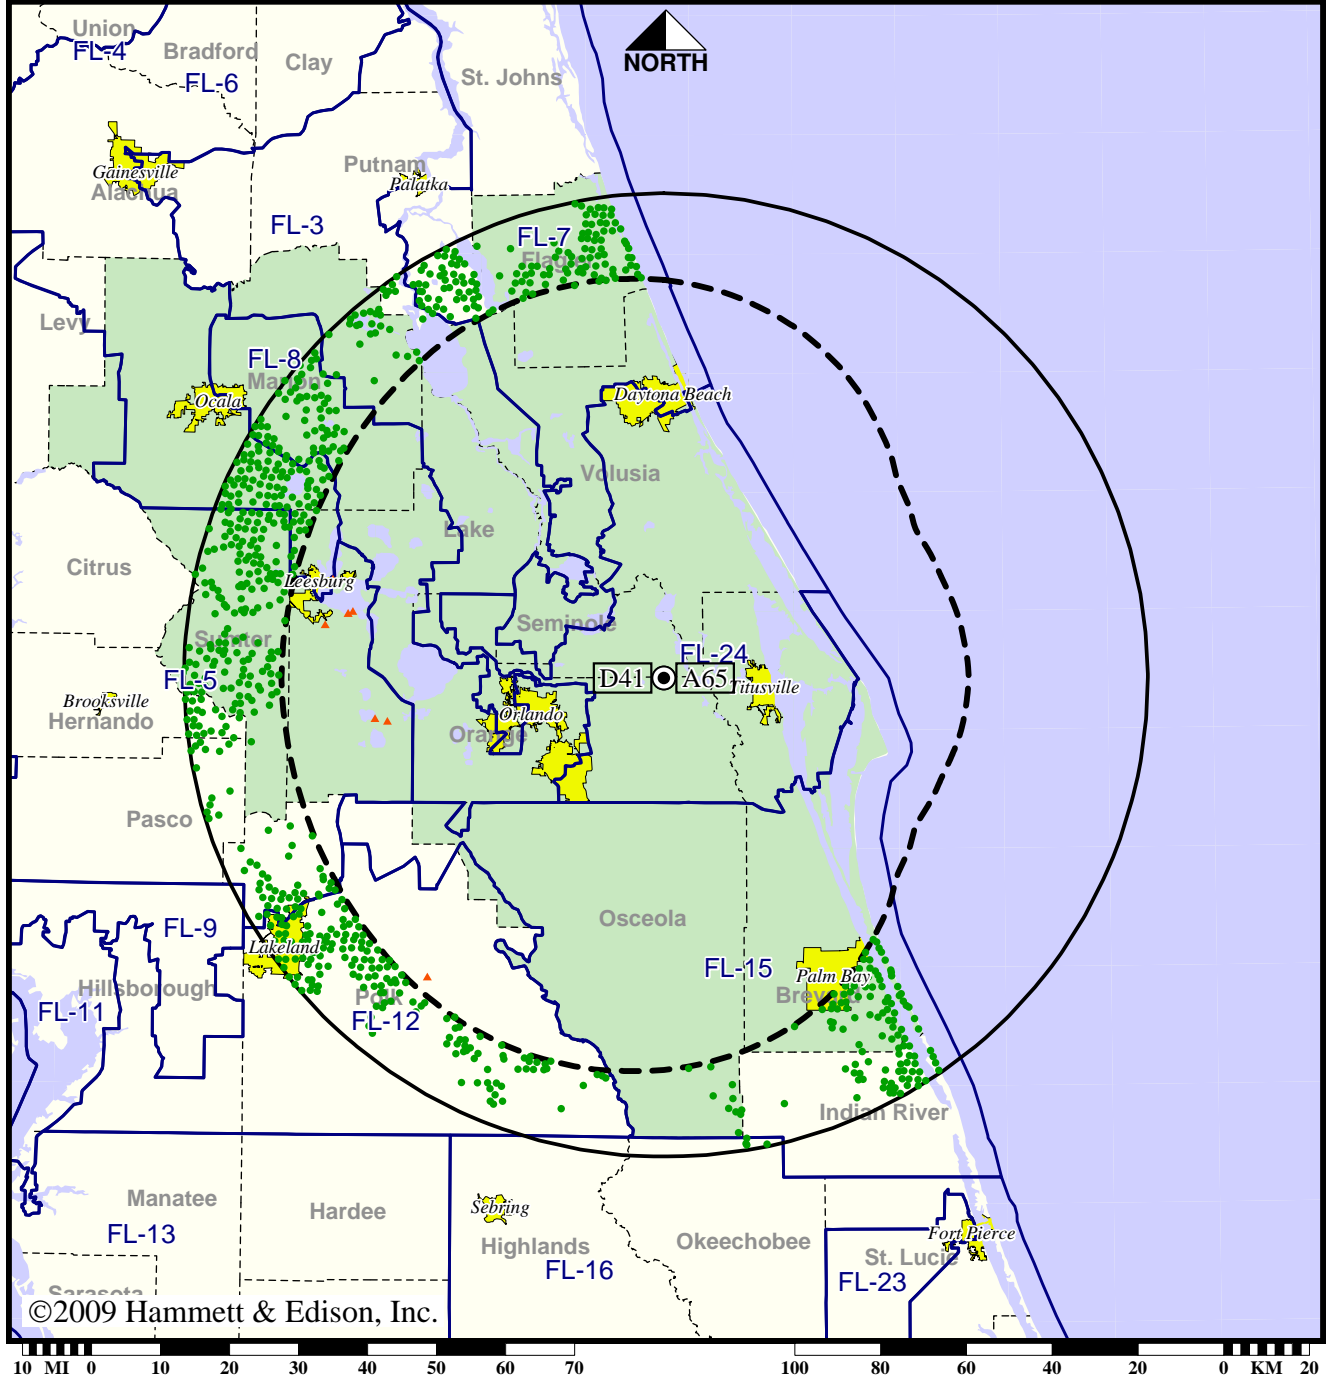 Union
FL-4
Bradford
FL-6
Clay
NORTH
St. Johns
Gainesville
Alachua
Putnam
Palatka
FL-3
FL-7
Flagler
Levy
FL-8
Marion
Ocala
Daytona Beach
Volusia
Lake
Citrus
Leesburg
Seminole
Sumter
FL-24
FL-5
D41
A65
Titusville
Brooksville
Hernando
Orlando
Orange
Pasco
FL-9
Osceola
Lakeland
FL-15
Palm Bay
Hillsborough
Polk
Brevard
FL-11
FL-12
Indian River
Manatee
Hardee
Sebring
FL-13
Highlands
Okeechobee
Fort Pierce
St. Lucie
FL-16
FL-23
Sarasota
©2009 Hammett & Edison, Inc.
10 MI 0 10 20 30 40 50 60 70 100 80 60 40 20 0 KM 20